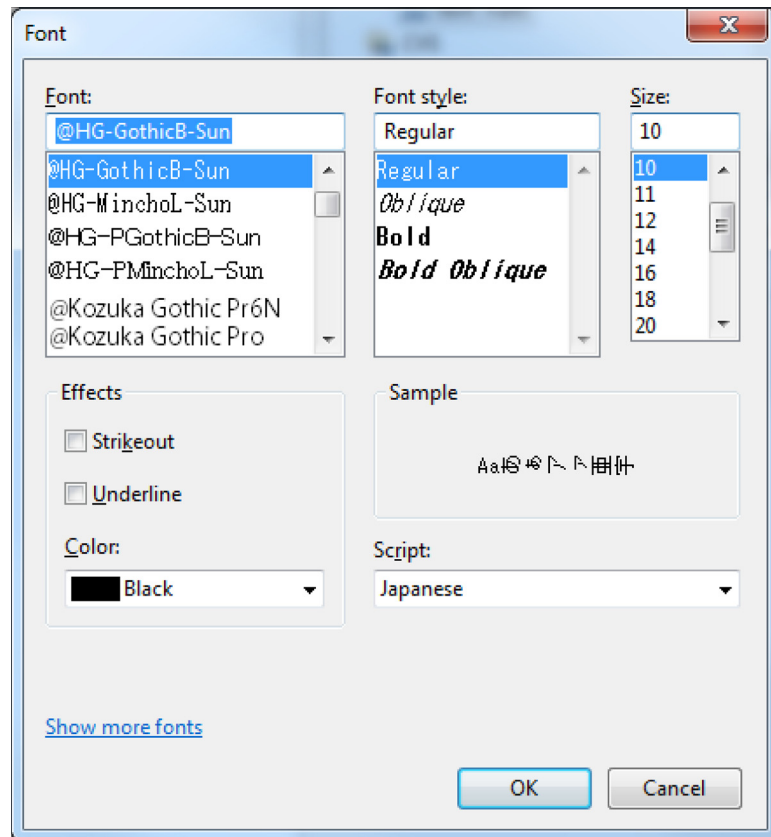 Font
Font:
Font style:
Size:
@HG-GothicB-Sun
Regular
10
@HG-GothicB-Sun
@HG-MinchoL-Sun
@HG-PGothicB-Sun
@HG-PMinchoL-Sun
@Kozuka Gothic Pr6N
@Kozuka Gothic Pro
Regular
Oblique
Bold
Bold Oblique
10
11
12
14
16
18
20
Effects
Strikeout
Underline
Color:
Black
Sample
Script:
Japanese
Show more fonts
OK
Cancel